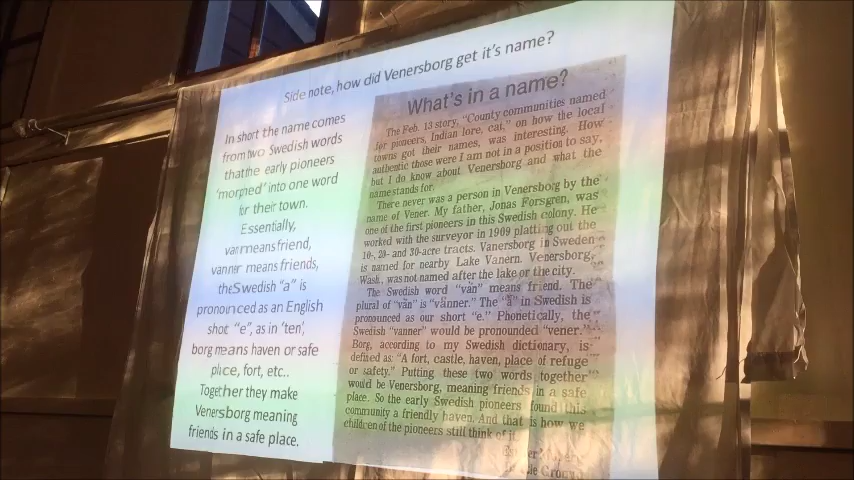 Side note, how did Venersborg get it's name?
In short the name comes
from two Swedish words
that the early pioneers
'morphed' into one word
for their town.
Essentially,
van means friend,
vanner means friends,
the Swedish "a" is
pronounced as an English
short "e", as in 'ten',
borg means haven or safe
place, fort, etc..
Together they make
Venersborg meaning
friends in a safe place.
What's in a name?
The Feb. 13 story, "County communities named
for pioneers, Indian lore, cat," on how the local
towns got their names, was interesting. How
authentic those were I am not in a position to say,
but I do know about Venersborg and what the
name stands for.
There never was a person in Venersborg by the
name of Vener. My father, Jonas Forsgren, was
one of the first pioneers in this Swedish colony. He
worked with the surveyor in 1909 platting out the
10-, 20- and 30-acre tracts. Vanersborg in Sweden
is named for nearby Lake Vanern. Venersborg,
Wash., was not named after the lake or the city.
The Swedish word "vän" means friend. The
plural of "vän" is "vänner." The "ä" in Swedish is
pronounced as our short "e." Phonetically, the
Swedish "vanner" would be pronounded "vener."
Borg, according to my Swedish dictionary, is
defined as: "A fort, castle, haven, place of refuge
or safety." Putting these two words together
would be Venersborg, meaning friends in a safe
place. So the early Swedish pioneers found this
community a friendly haven. And that is how we
children of the pioneers still think of it.